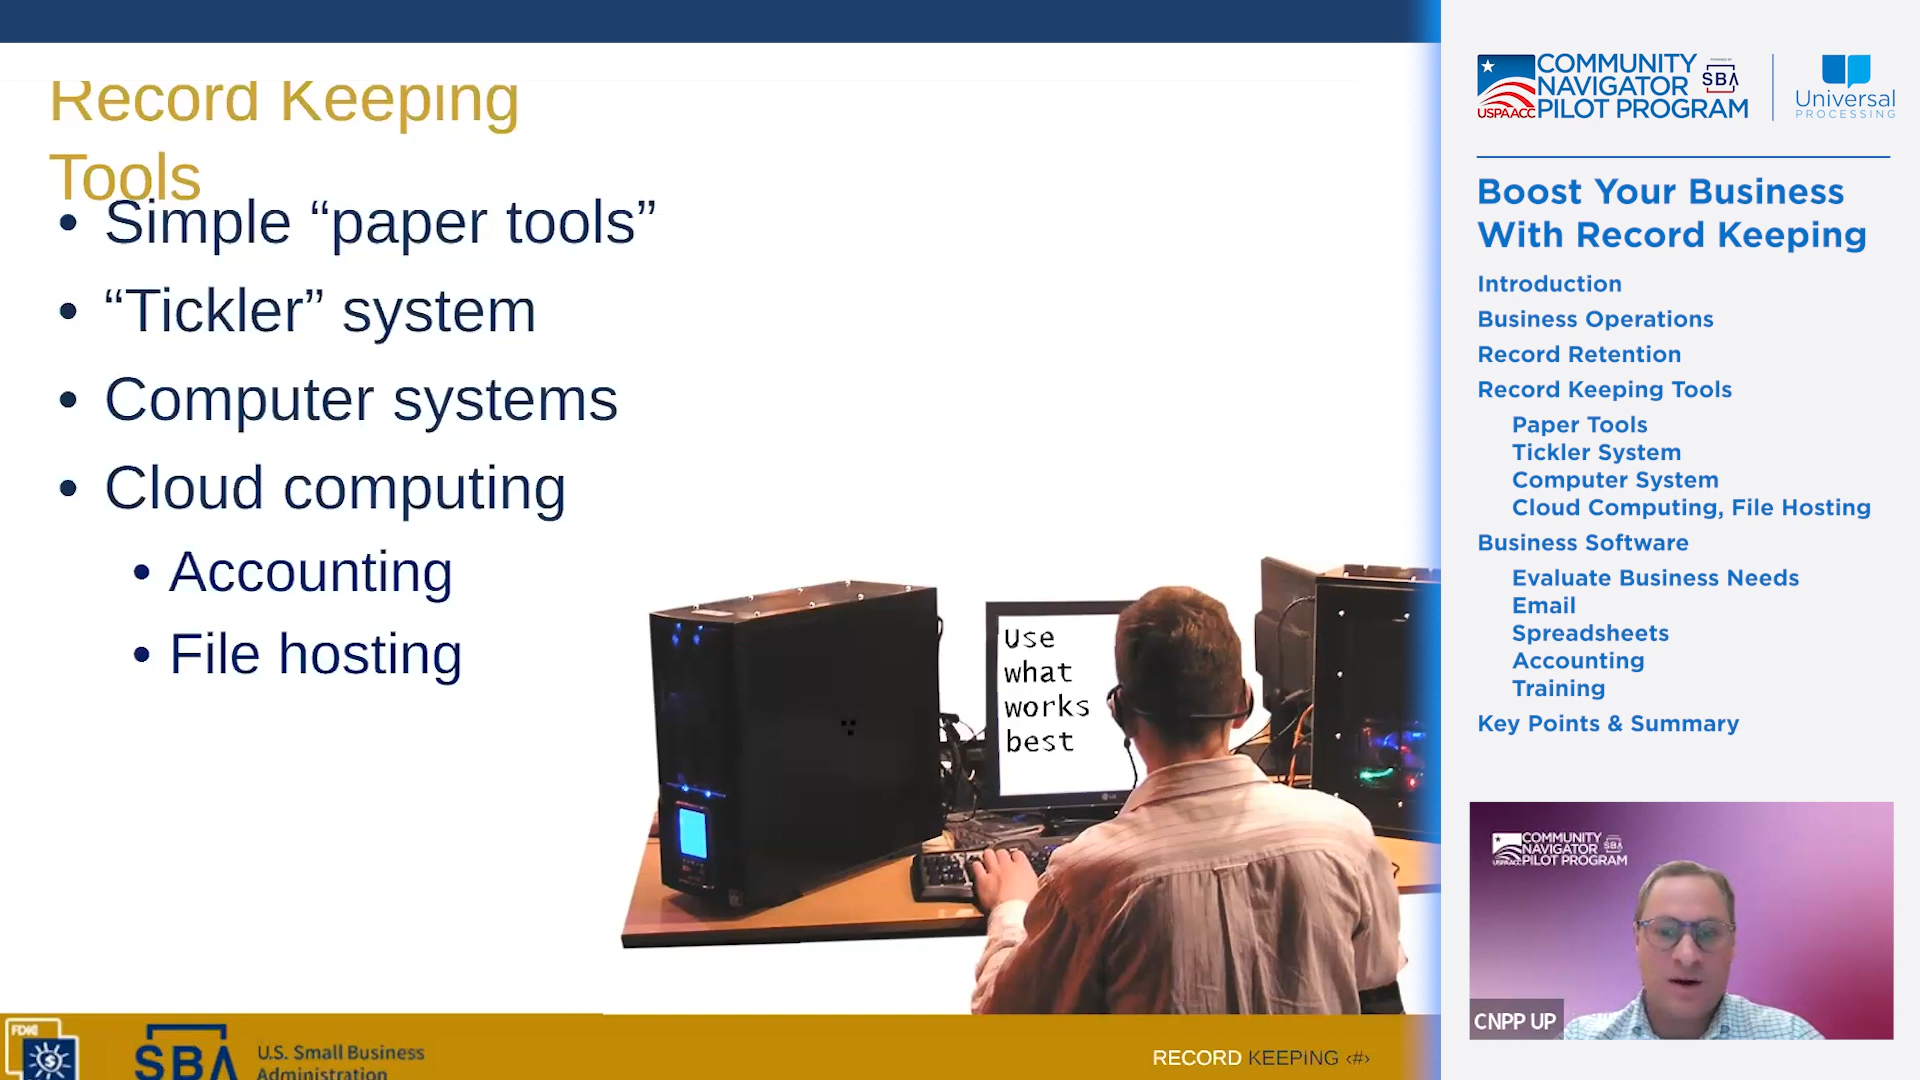 Record Keeping
Tools
• Simple “paper tools”
• “Tickler” system
• Computer systems
• Cloud computing
• Accounting
• File hosting
Use
what
works
best
FDIC
SBA
U.S. Small Business
Administration
RECORD KEEPING ‹#›
USPAACC
COMMUNITY
NAVIGATOR
PILOT PROGRAM
SBA
Universal
PROCESSING
Boost Your Business
With Record Keeping
Introduction
Business Operations
Record Retention
Record Keeping Tools
Paper Tools
Tickler System
Computer System
Cloud Computing, File Hosting
Business Software
Evaluate Business Needs
Email
Spreadsheets
Accounting
Training
Key Points & Summary
USPAACC
COMMUNITY
NAVIGATOR
PILOT PROGRAM
SBA
CNPP UP